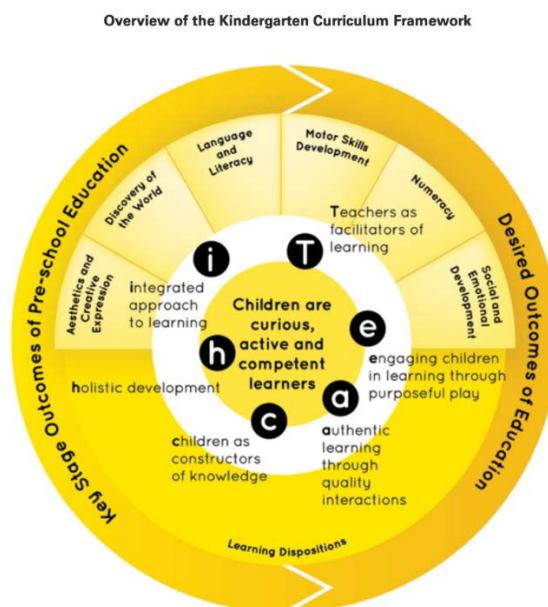 Overview of the Kindergarten Curriculum Framework
Key Stage Outcomes of Pre-school Education
Desired Outcomes of Education
Aesthetics and
Creative
Expression
Discovery of
the World
Language
and
Literacy
Motor Skills
Development
Numeracy
Social and
Emotional
Development
i
integrated
approach
to learning
T
Teachers as
facilitators of
learning
e
engaging children
in learning through
purposeful play
a
authentic
learning
through
quality
interactions
c
children as
constructors
of knowledge
h
holistic development
Children are
curious,
active and
competent
learners
Learning Dispositions